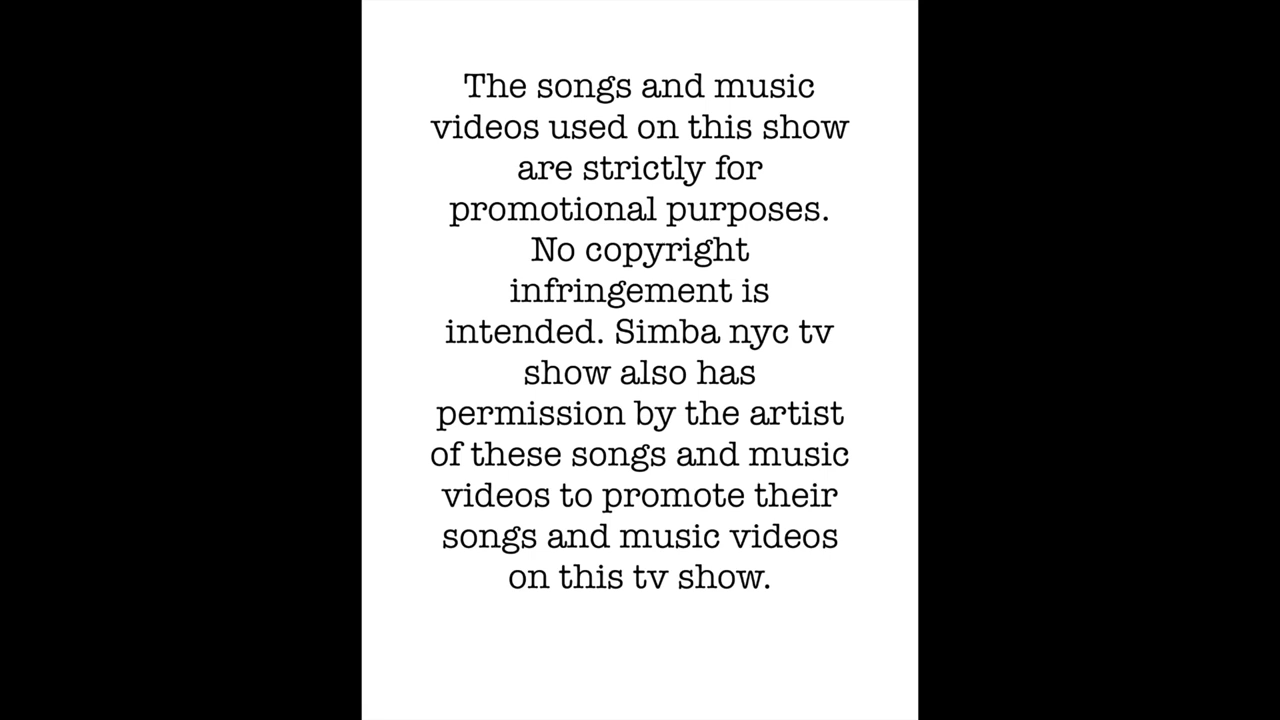 The songs and music
videos used on this show
are strictly for
promotional purposes.
No copyright
infringement is
intended. Simba nyc tv
show also has
permission by the artist
of these songs and music
videos to promote their
songs and music videos
on this tv show.